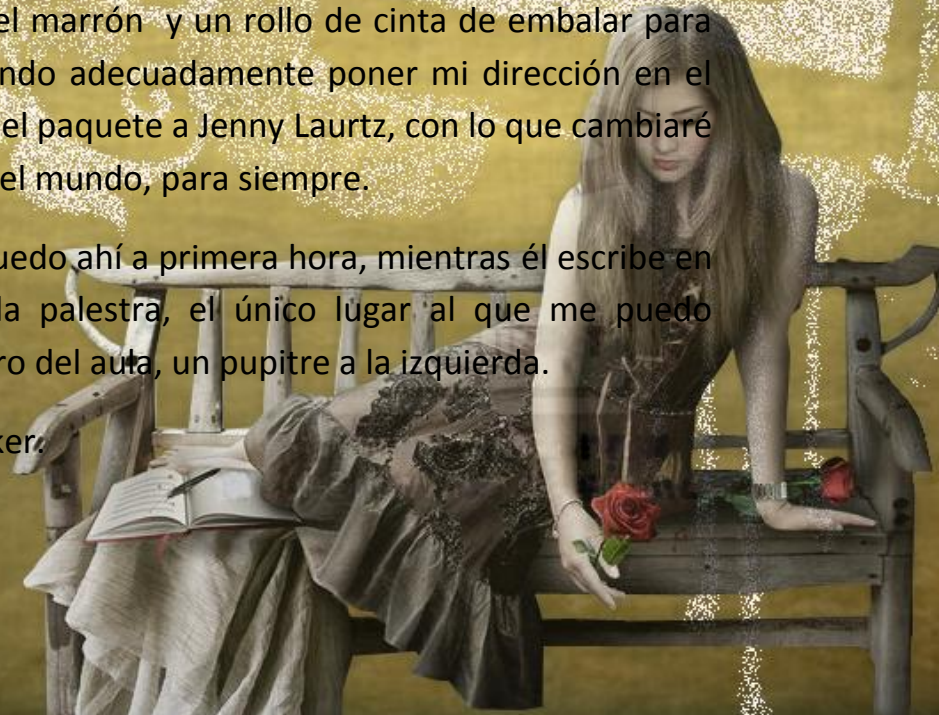 el marrón y un rollo de cinta de embalar para
ndo adecuadamente poner mi dirección en el
el paquete a Jenny Laurtz, con lo que cambiaré
el mundo, para siempre.
uedo ahí a primera hora, mientras él escribe en
la palestra, el único lugar al que me puedo
ro del aula, un pupitre a la izquierda.
ker.